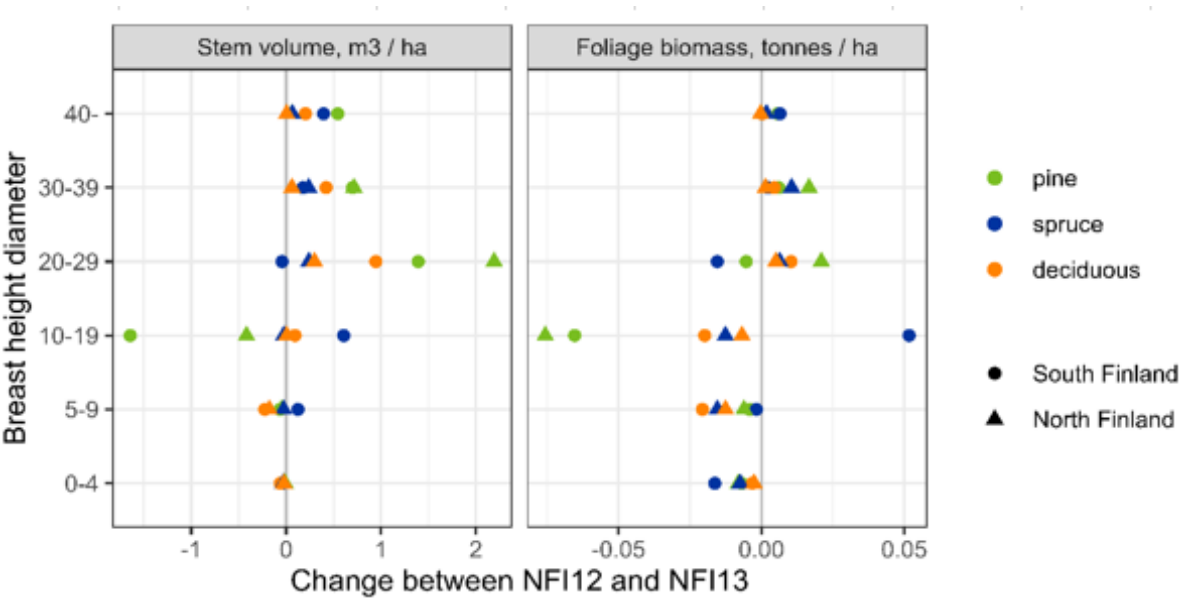 Stem volume, m3 / ha
Foliage biomass, tonnes / ha
Breast height diameter
40-
30-39
20-29
10-19
5-9
0-4
-1 0 1 2
-0.05 0.00 0.05
Change between NFI12 and NFI13
pine
spruce
deciduous
South Finland
North Finland